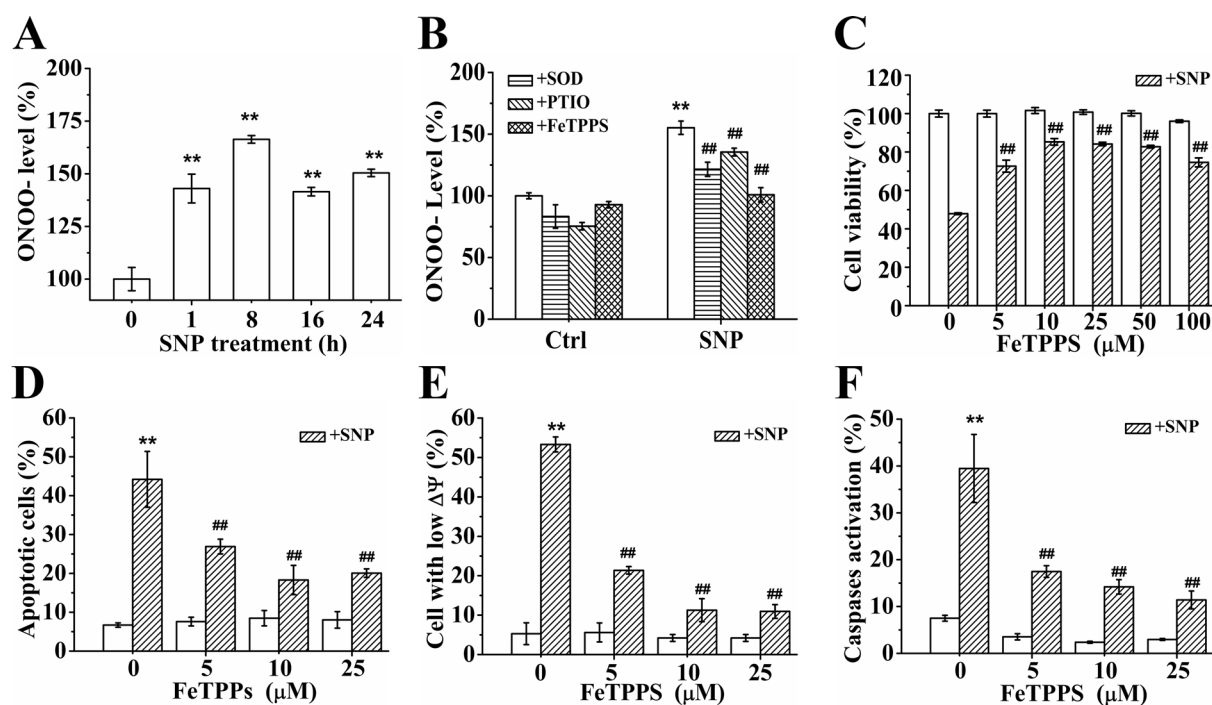 A
ONOO- level (%)
200
175
150
125
100
**
**
**
**
0 1 8 16 24
SNP treatment (h)
B
ONOO- Level (%)
200
150
100
50
0
+SOD
+PTIO
+FeTPPS
**
##
##
##
Ctrl SNP
C
Cell viability (%)
120
100
80
60
40
20
0
+SNP
##
##
##
##
##
0 5 10 25 50 100
FeTPPS (μM)
D
Apoptotic cells (%)
60
50
40
30
20
10
0
+SNP
**
##
##
##
0 5 10 25
FeTPPs (μM)
E
Cell with low ΔΨ (%)
60
50
40
30
20
10
0
+SNP
**
##
##
##
0 5 10 25
FeTPPS (μM)
F
Caspases activation (%)
50
40
30
20
10
0
+SNP
**
##
##
##
0 5 10 25
FeTPPS (μM)